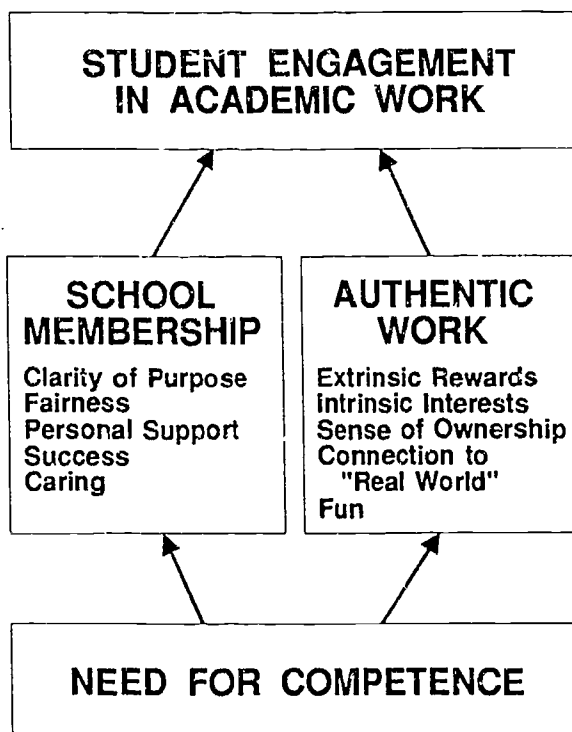 STUDENT ENGAGEMENT
IN ACADEMIC WORK
SCHOOL
MEMBERSHIP
Clarity of Purpose
Fairness
Personal Support
Success
Caring
AUTHENTIC
WORK
Extrinsic Rewards
Intrinsic Interests
Sense of Ownership
Connection to
"Real World"
Fun
NEED FOR COMPETENCE